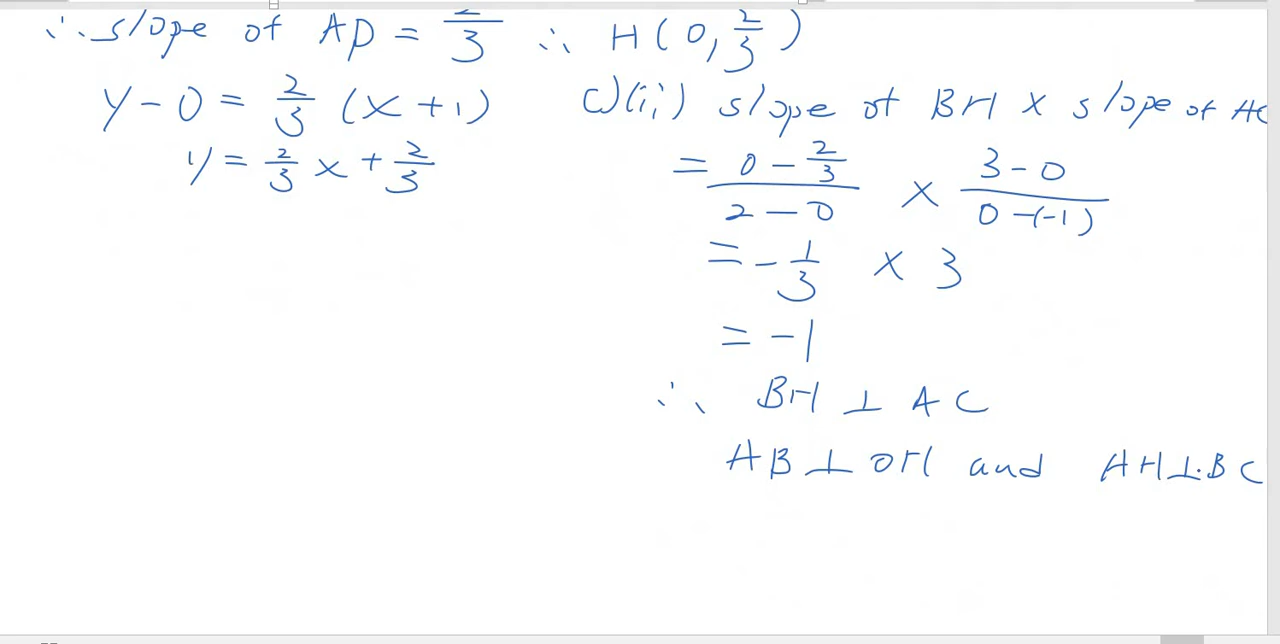 ∴ slope of AD = 2/3 ∴ H(0, 2/3)
y - 0 = 2/3 (x + 1)
y = 2/3 x + 2/3
c)(ii) slope of BH × slope of AC
= (0 - 2/3)/(2 - 0) × (3 - 0)/(0 - (-1))
= - 1/3 × 3
= -1
∴ BH ⊥ AC
AB ⊥ OH and AH ⊥ BC